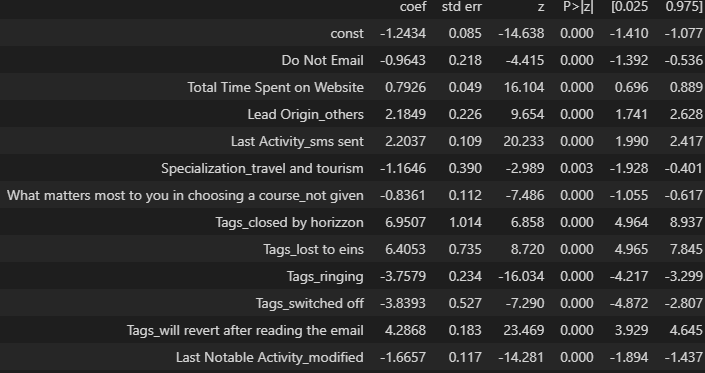 coef std err z P>|z| [0.025 0.975]
const -1.2434 0.085 -14.638 0.000 -1.410 -1.077
Do Not Email -0.9643 0.218 -4.415 0.000 -1.392 -0.536
Total Time Spent on Website 0.7926 0.049 16.104 0.000 0.696 0.889
Lead Origin_others 2.1849 0.226 9.654 0.000 1.741 2.628
Last Activity_sms sent 2.2037 0.109 20.233 0.000 1.990 2.417
Specialization_travel and tourism -1.1646 0.390 -2.989 0.003 -1.928 -0.401
What matters most to you in choosing a course_not given -0.8361 0.112 -7.486 0.000 -1.055 -0.617
Tags_closed by horizzon 6.9507 1.014 6.858 0.000 4.964 8.937
Tags_lost to eins 6.4053 0.735 8.720 0.000 4.965 7.845
Tags_ringing -3.7579 0.234 -16.034 0.000 -4.217 -3.299
Tags_switched off -3.8393 0.527 -7.290 0.000 -4.872 -2.807
Tags_will revert after reading the email 4.2868 0.183 23.469 0.000 3.929 4.645
Last Notable Activity_modified -1.6657 0.117 -14.281 0.000 -1.894 -1.437